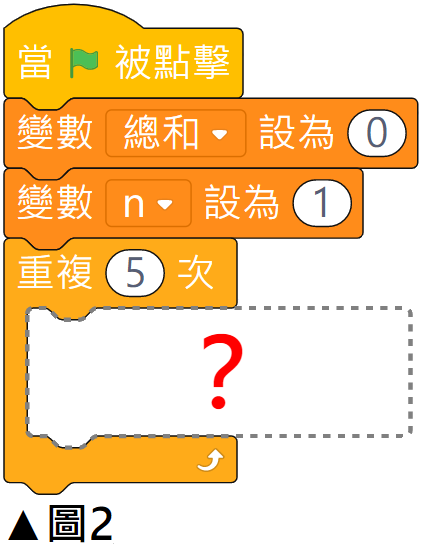 當 被點擊
變數 總和 設為 0
變數 n 設為 1
重複 5 次
?
▲圖2